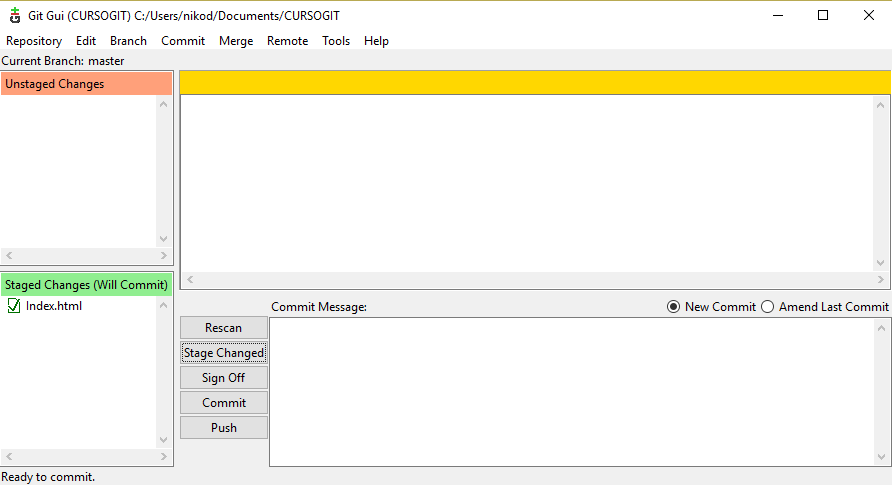 Git Gui (CURSOGIT) C:/Users/nikod/Documents/CURSOGIT
Repository Edit Branch Commit Merge Remote Tools Help
Current Branch: master
Unstaged Changes
Staged Changes (Will Commit)
Index.html
Commit Message:
New Commit
Amend Last Commit
Rescan
Stage Changed
Sign Off
Commit
Push
Ready to commit.